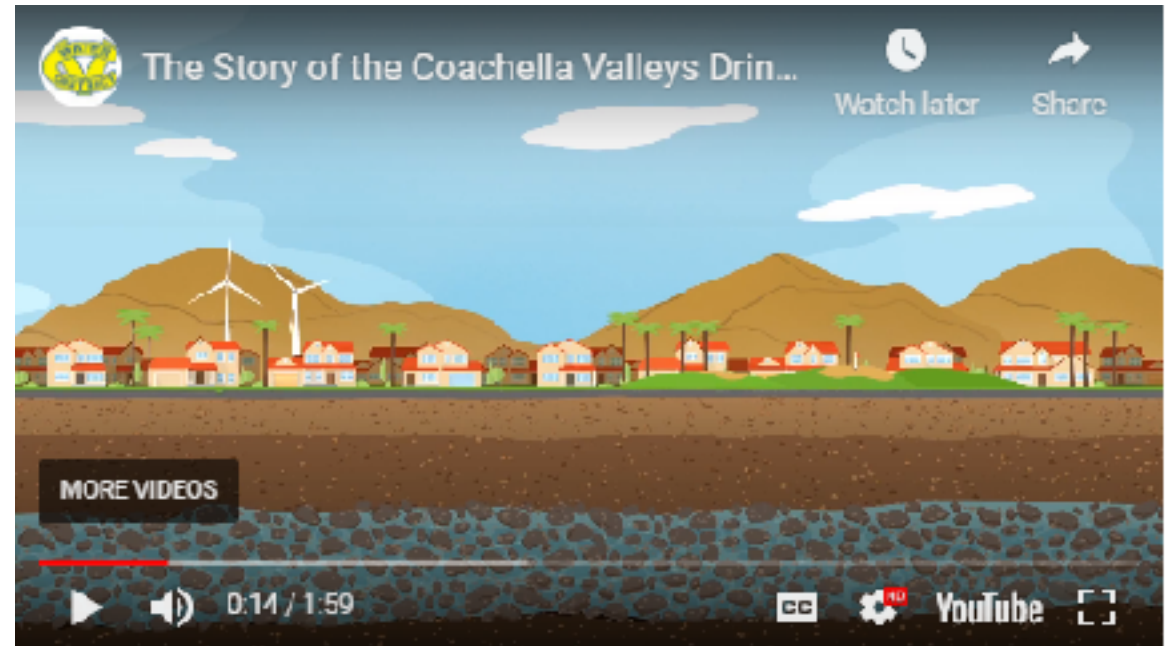 The Story of the Coachella Valleys Drin...
Watch later
Share
MORE VIDEOS
0:14 / 1:59
CC
HD
YouTube